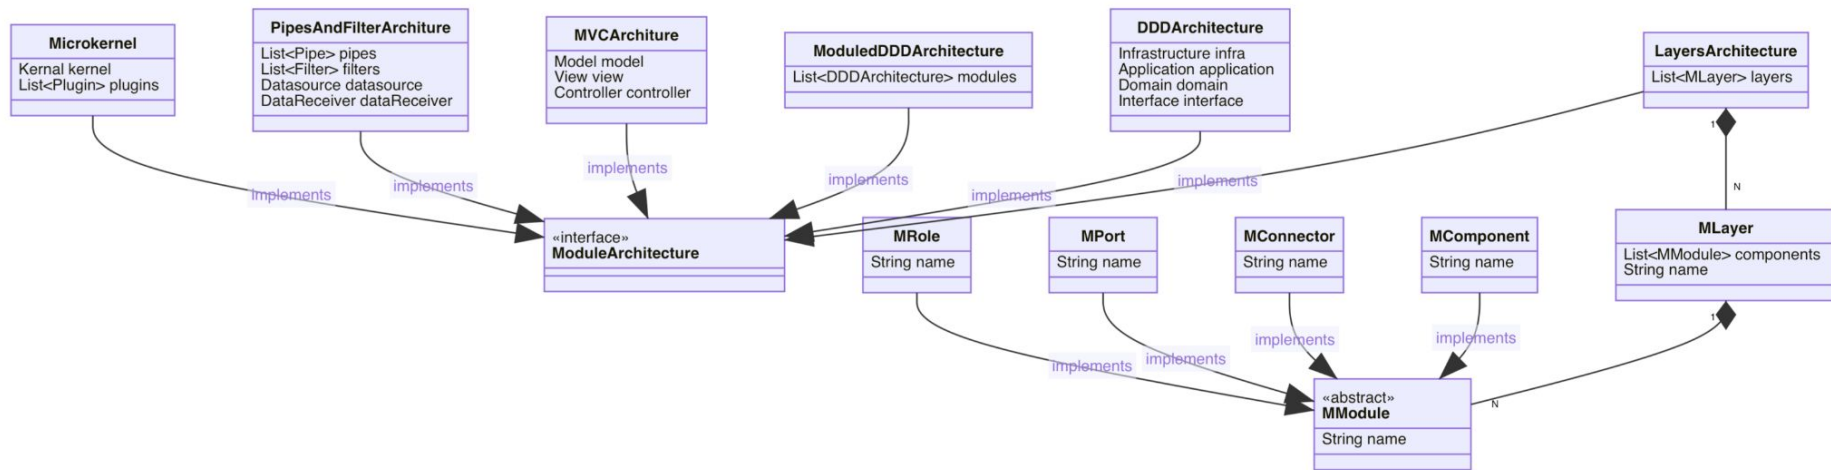 Microkernel
Kernal kernel
List<Plugin> plugins
PipesAndFilterArchiture
List<Pipe> pipes
List<Filter> filters
Datasource datasource
DataReceiver dataReceiver
MVCArchiture
Model model
View view
Controller controller
ModuledDDDArchitecture
List<DDDArchitecture> modules
DDDArchitecture
Infrastructure infra
Application application
Domain domain
Interface interface
LayersArchitecture
List<MLayer> layers
implements
implements
implements
implements
implements
implements
1
N
«interface»
ModuleArchitecture
MRole
String name
MPort
String name
MConnector
String name
MComponent
String name
MLayer
List<MModule> components
String name
implements
implements
implements
implements
1
N
«abstract»
MModule
String name